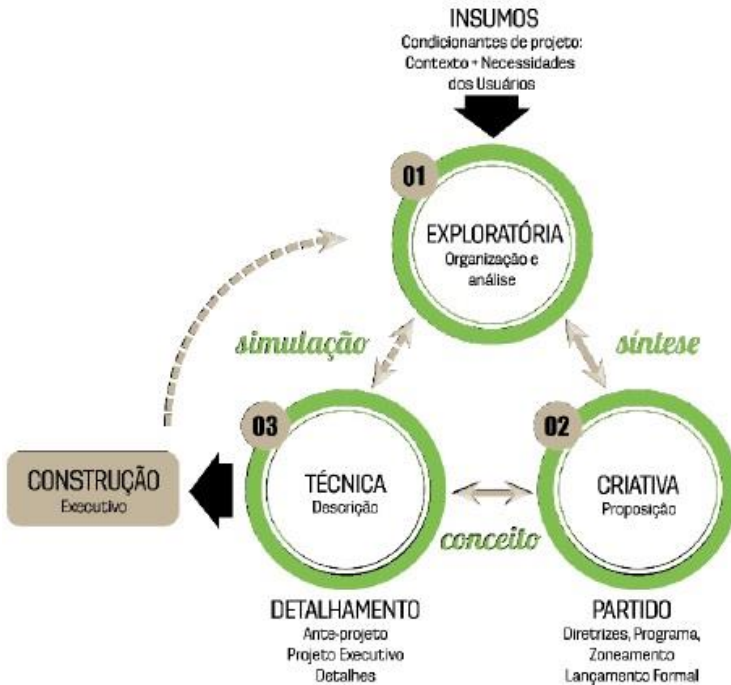 INSUMOS
Condicionantes de projeto:
Contexto + Necessidades
dos Usuários
01
EXPLORATÓRIA
Organização e
análise
simulação
síntese
03
TÉCNICA
Descrição
02
CRIATIVA
Proposição
CONSTRUÇÃO
Executivo
conceito
DETALHAMENTO
Ante-projeto
Projeto Executivo
Detalhes
PARTIDO
Diretrizes, Programa,
Zoneamento
Lançamento Formal